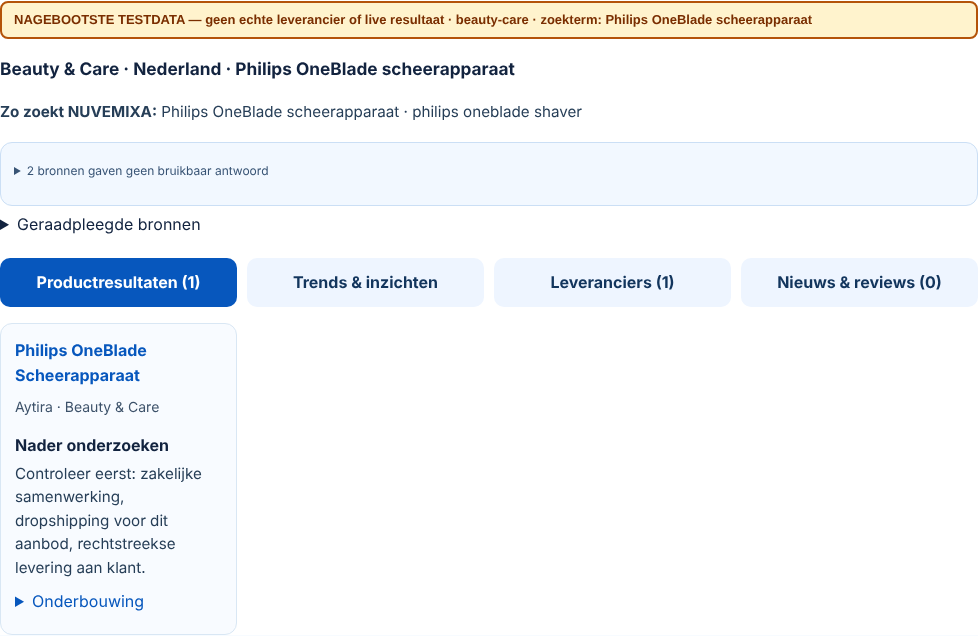 NAGEBOOTSTE TESTDATA — geen echte leverancier of live resultaat · beauty-care · zoekterm: Philips OneBlade scheerapparaat
Beauty & Care · Nederland · Philips OneBlade scheerapparaat
Zo zoekt NUVEMIXA: Philips OneBlade scheerapparaat · philips oneblade shaver
2 bronnen gaven geen bruikbaar antwoord
Geraadpleegde bronnen
Productresultaten (1)
Trends & inzichten
Leveranciers (1)
Nieuws & reviews (0)
Philips OneBlade
Scheerapparaat
Aytira · Beauty & Care
Nader onderzoeken
Controleer eerst: zakelijke
samenwerking,
dropshipping voor dit
aanbod, rechtstreekse
levering aan klant.
Onderbouwing